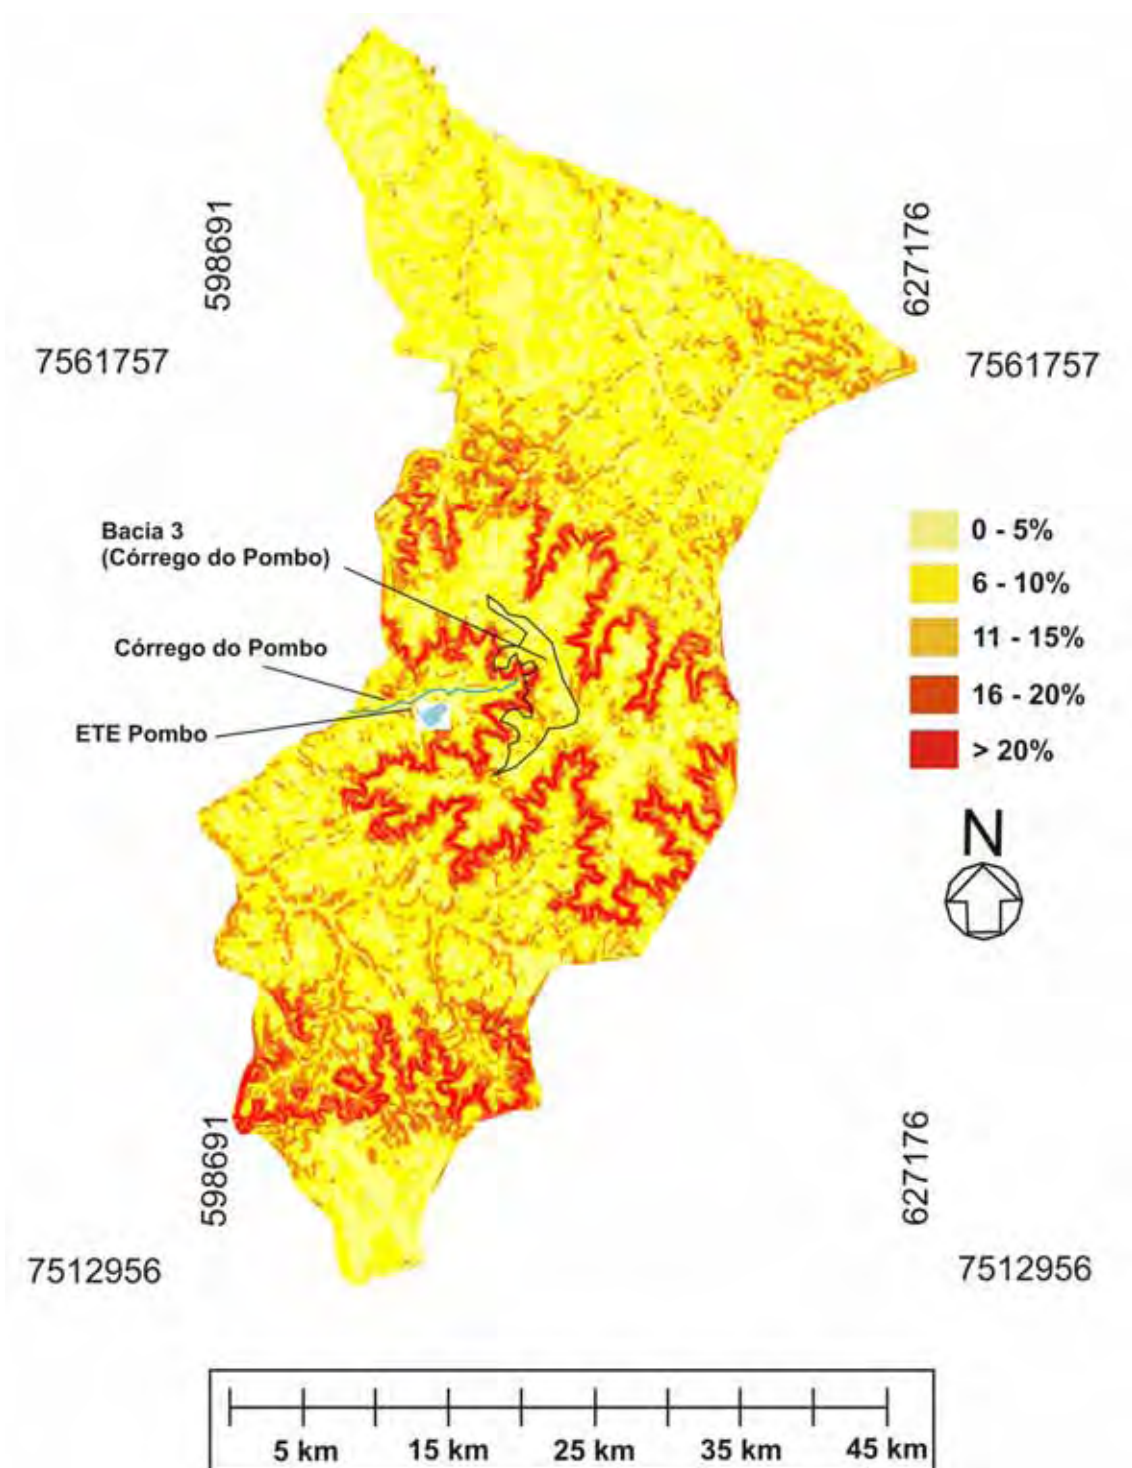 598691
627176
7561757
7561757
0 - 5%
Bacia 3
(Córrego do Pombo)
6 - 10%
11 - 15%
Córrego do Pombo
16 - 20%
ETE Pombo
> 20%
N
598691
627176
7512956
7512956
5 km 15 km 25 km 35 km 45 km